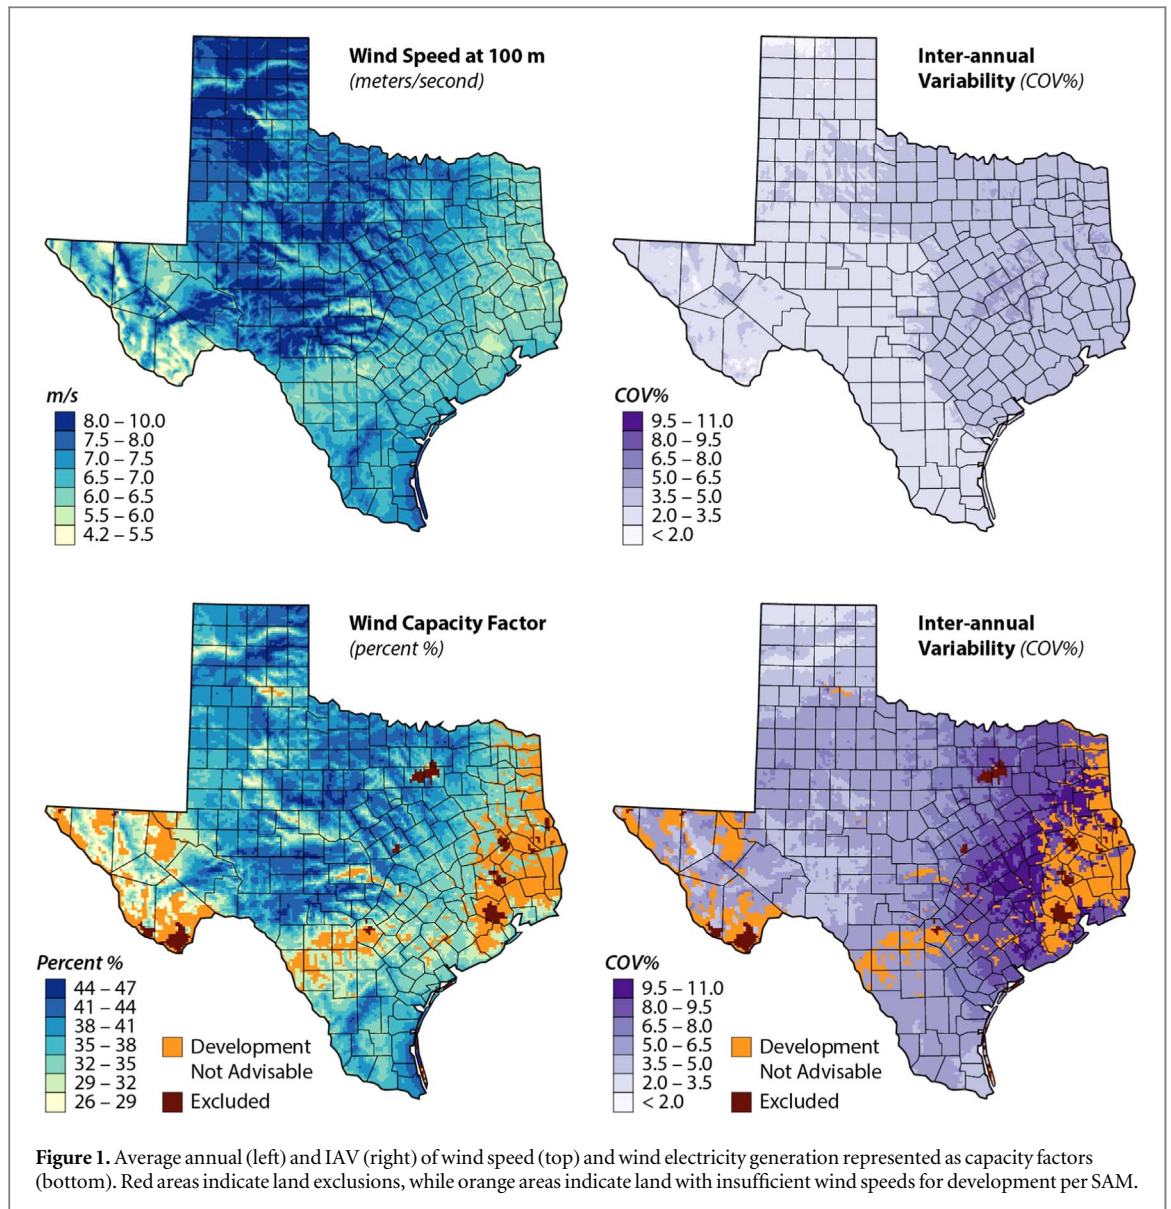 Wind Speed at 100 m
(meters/second)
m/s
8.0 – 10.0
7.5 – 8.0
7.0 – 7.5
6.5 – 7.0
6.0 – 6.5
5.5 – 6.0
4.2 – 5.5
Inter-annual
Variability (COV%)
COV%
9.5 – 11.0
8.0 – 9.5
6.5 – 8.0
5.0 – 6.5
3.5 – 5.0
2.0 – 3.5
< 2.0
Wind Capacity Factor
(percent %)
Percent %
44 – 47
41 – 44
38 – 41
35 – 38
32 – 35
29 – 32
26 – 29
Development
Not Advisable
Excluded
Inter-annual
Variability (COV%)
COV%
9.5 – 11.0
8.0 – 9.5
6.5 – 8.0
5.0 – 6.5
3.5 – 5.0
2.0 – 3.5
< 2.0
Development
Not Advisable
Excluded
Figure 1. Average annual (left) and IAV (right) of wind speed (top) and wind electricity generation represented as capacity factors
(bottom). Red areas indicate land exclusions, while orange areas indicate land with insufficient wind speeds for development per SAM.